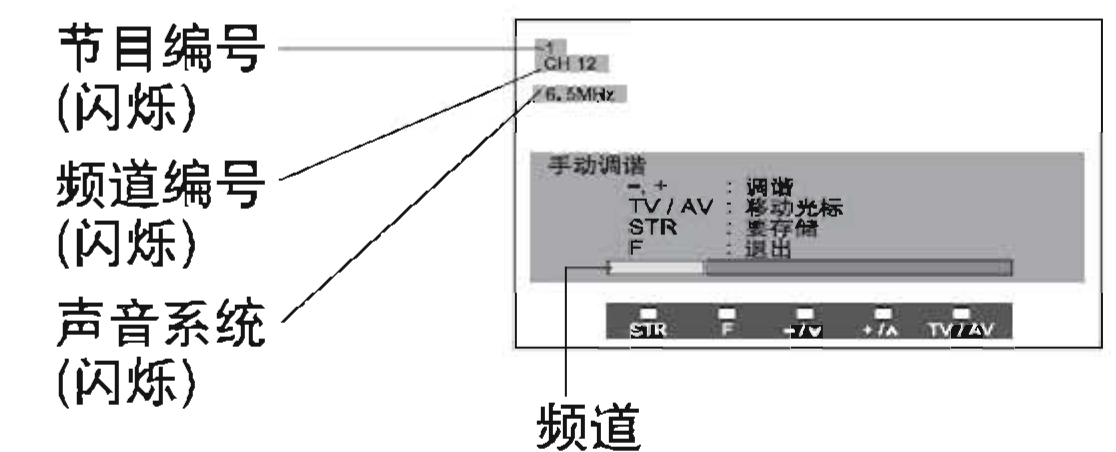 节目编号
(闪烁)
频道编号
(闪烁)
声音系统
(闪烁)
1
CH 12
6.5MHz
手动调谐
−, + : 调谐
TV / AV : 移动光标
STR : 要存储
F : 退出
STR F −/∨ +/∧ TV/AV
频道